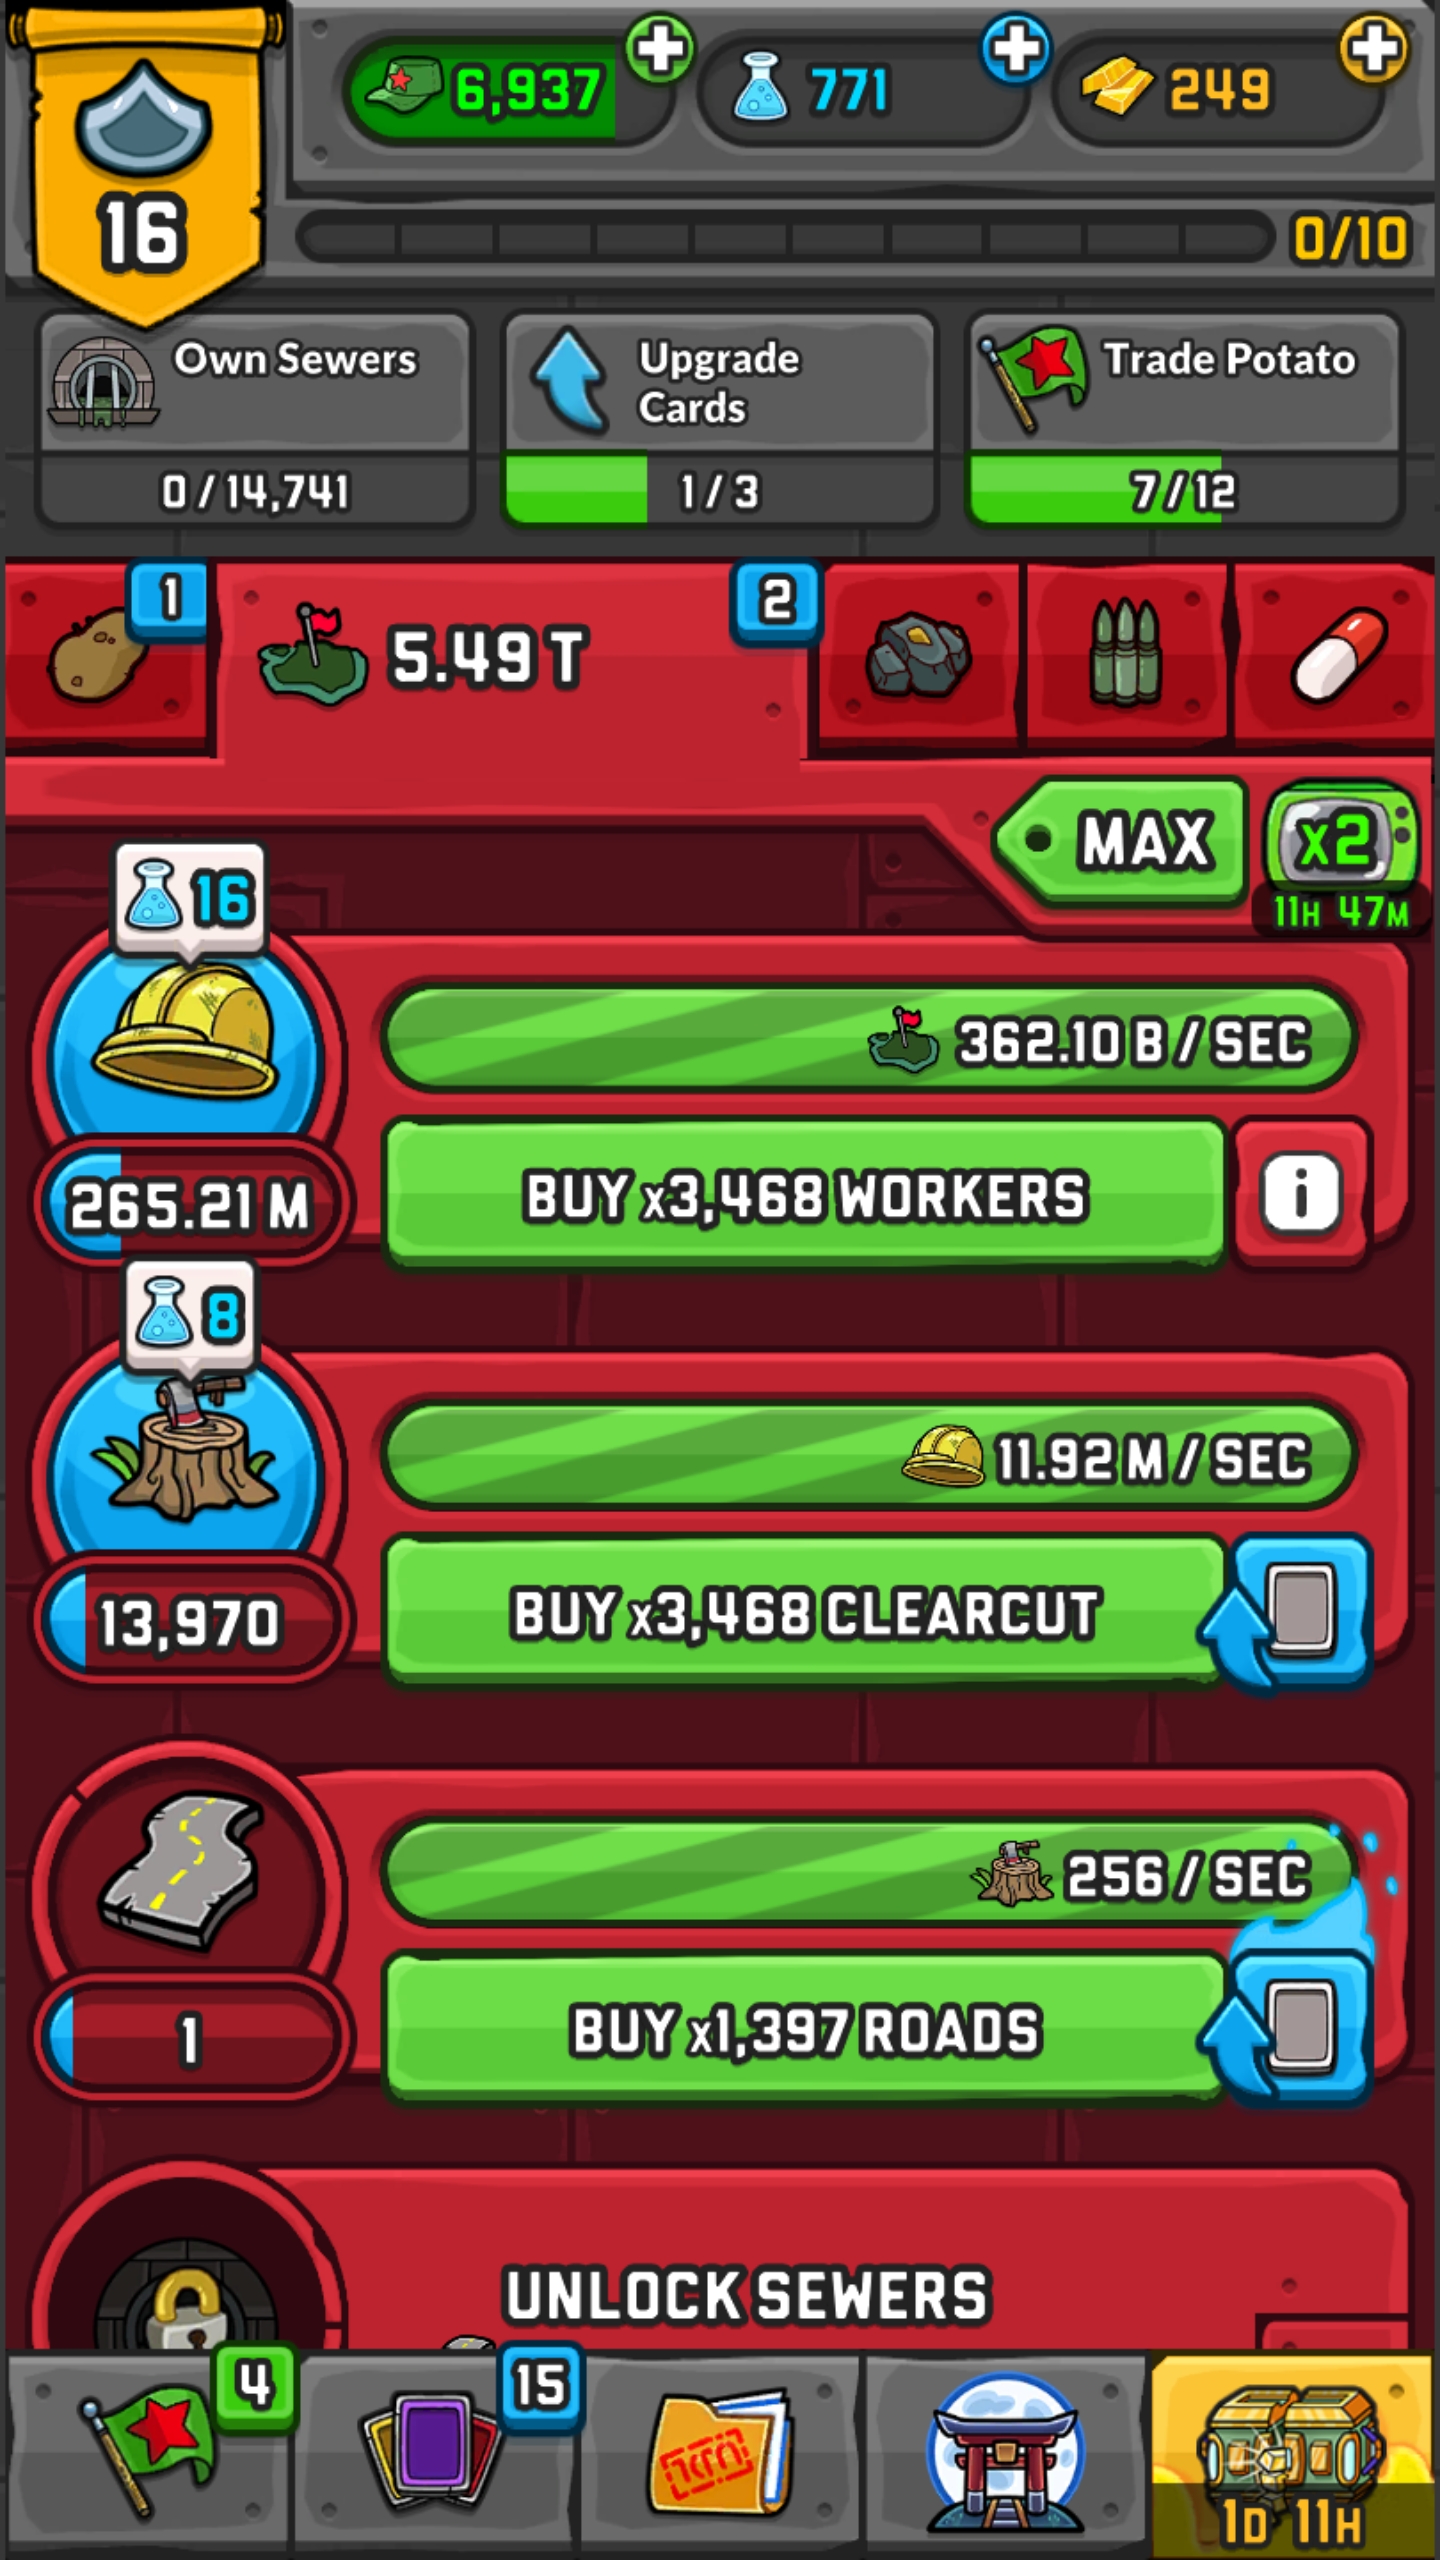 6,937
771
249
16
0/10
Own Sewers
0/14,741
Upgrade
Cards
1/3
Trade Potato
7/12
1
5.49 T
2
MAX
x2
11H 47M
16
362.10 B / SEC
265.21 M
BUY x3,468 WORKERS
i
8
11.92 M / SEC
13,970
BUY x3,468 CLEARCUT
256 / SEC
1
BUY x1,397 ROADS
UNLOCK SEWERS
4
15
1D 11H